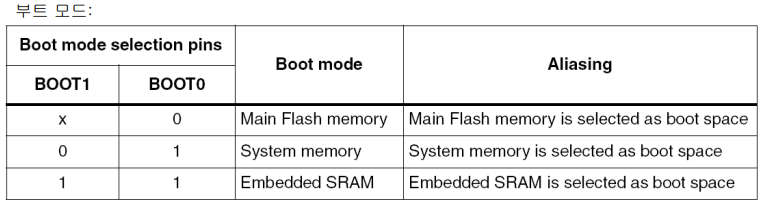 부트 모드:
Boot mode selection pins
Boot mode
Aliasing
BOOT1 BOOT0
x 0 Main Flash memory Main Flash memory is selected as boot space
0 1 System memory System memory is selected as boot space
1 1 Embedded SRAM Embedded SRAM is selected as boot space